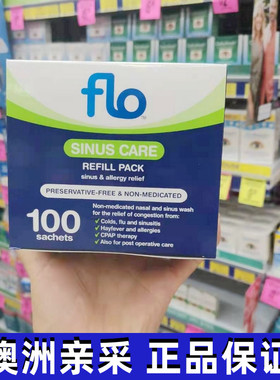 flo
SINUS CARE
REFILL PACK
sinus & allergy relief
PRESERVATIVE-FREE & NON-MEDICATED
100
sachets
Non-medicated nasal and sinus wash
for the relief of congestion from:
✓ Colds, flu and sinusitis
✓ Hayfever and allergies
✓ CPAP therapy
✓ Also for post operative care
澳洲亲采 正品保证